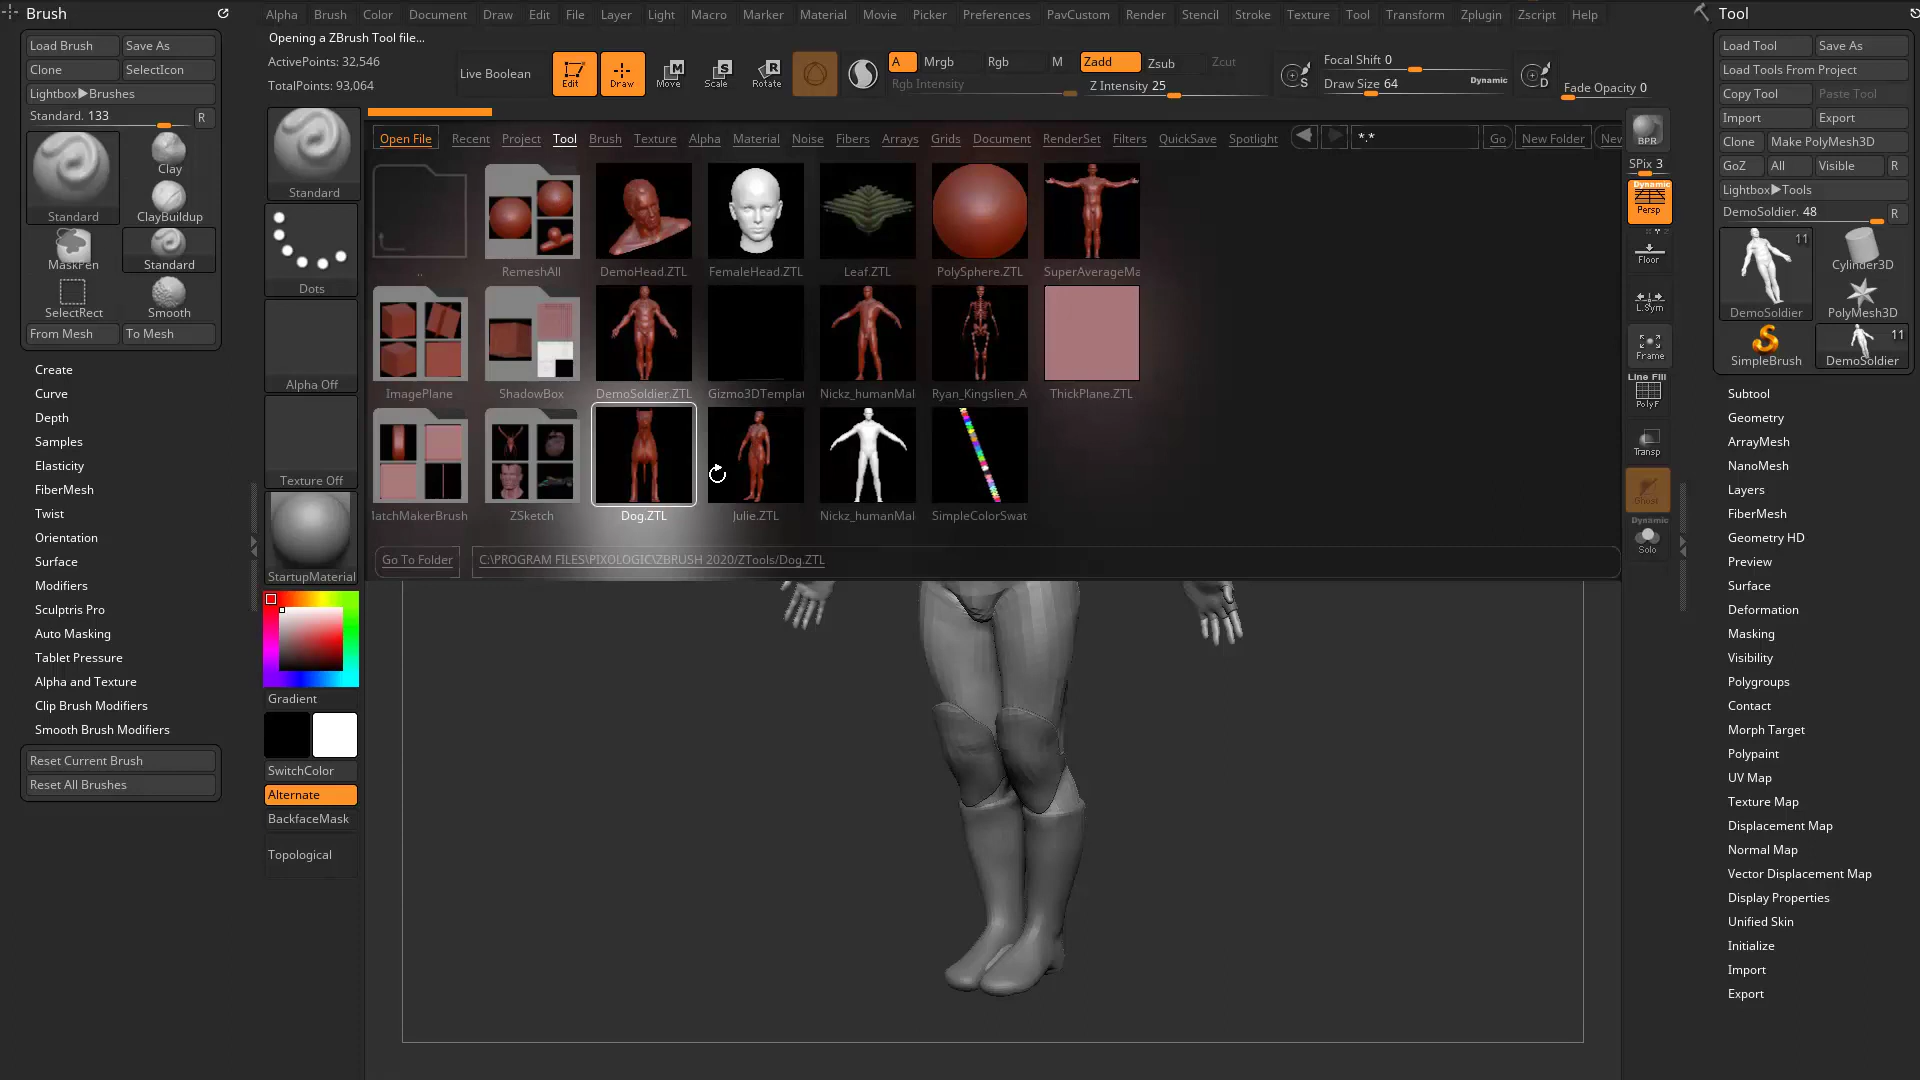 Brush
Load Brush
Save As
Clone
SelectIcon
Lightbox▶Brushes
Standard. 133
R
Standard
Clay
ClayBuildup
MaskPen
Standard
SelectRect
Smooth
From Mesh
To Mesh
Create
Curve
Depth
Samples
Elasticity
FiberMesh
Twist
Orientation
Surface
Modifiers
Sculptris Pro
Auto Masking
Tablet Pressure
Alpha and Texture
Clip Brush Modifiers
Smooth Brush Modifiers
Reset Current Brush
Reset All Brushes
Alpha Brush Color Document Draw Edit File Layer Light Macro Marker Material Movie Picker Preferences PavCustom Render Stencil Stroke Texture Tool Transform Zplugin Zscript Help
Opening a ZBrush Tool file...
ActivePoints: 32,546
TotalPoints: 93,064
Live Boolean
Edit
Draw
Move
Scale
Rotate
A
Mrgb
Rgb
M
Zadd
Zsub
Zcut
Rgb Intensity
Z Intensity 25
Focal Shift 0
Draw Size 64
Dynamic
Fade Opacity 0
Standard
Dots
Alpha Off
Texture Off
StartupMaterial
Gradient
SwitchColor
Alternate
BackfaceMask
Topological
Open File Recent Project Tool Brush Texture Alpha Material Noise Fibers Arrays Grids Document RenderSet Filters QuickSave Spotlight
*.*
Go
New Folder
New
..
RemeshAll
DemoHead.ZTL
FemaleHead.ZTL
Leaf.ZTL
PolySphere.ZTL
SuperAverageMa
ImagePlane
ShadowBox
DemoSoldier.ZTL
Gizmo3DTemplat
Nickz_humanMal
Ryan_Kingslien_A
ThickPlane.ZTL
MatchMakerBrush
ZSketch
Dog.ZTL
Julie.ZTL
Nickz_humanMal
SimpleColorSwat
Go To Folder
C:\PROGRAM FILES\PIXOLOGIC\ZBRUSH 2020/ZTools/Dog.ZTL
BPR
SPix 3
Dynamic
Persp
Floor
L.Sym
Frame
Line Fill
PolyF
Transp
Ghost
Dynamic
Solo
Tool
Load Tool
Save As
Load Tools From Project
Copy Tool
Paste Tool
Import
Export
Clone
Make PolyMesh3D
GoZ
All
Visible
R
Lightbox▶Tools
DemoSoldier. 48
R
11
DemoSoldier
Cylinder3D
PolyMesh3D
SimpleBrush
11
DemoSoldier
Subtool
Geometry
ArrayMesh
NanoMesh
Layers
FiberMesh
Geometry HD
Preview
Surface
Deformation
Masking
Visibility
Polygroups
Contact
Morph Target
Polypaint
UV Map
Texture Map
Displacement Map
Normal Map
Vector Displacement Map
Display Properties
Unified Skin
Initialize
Import
Export